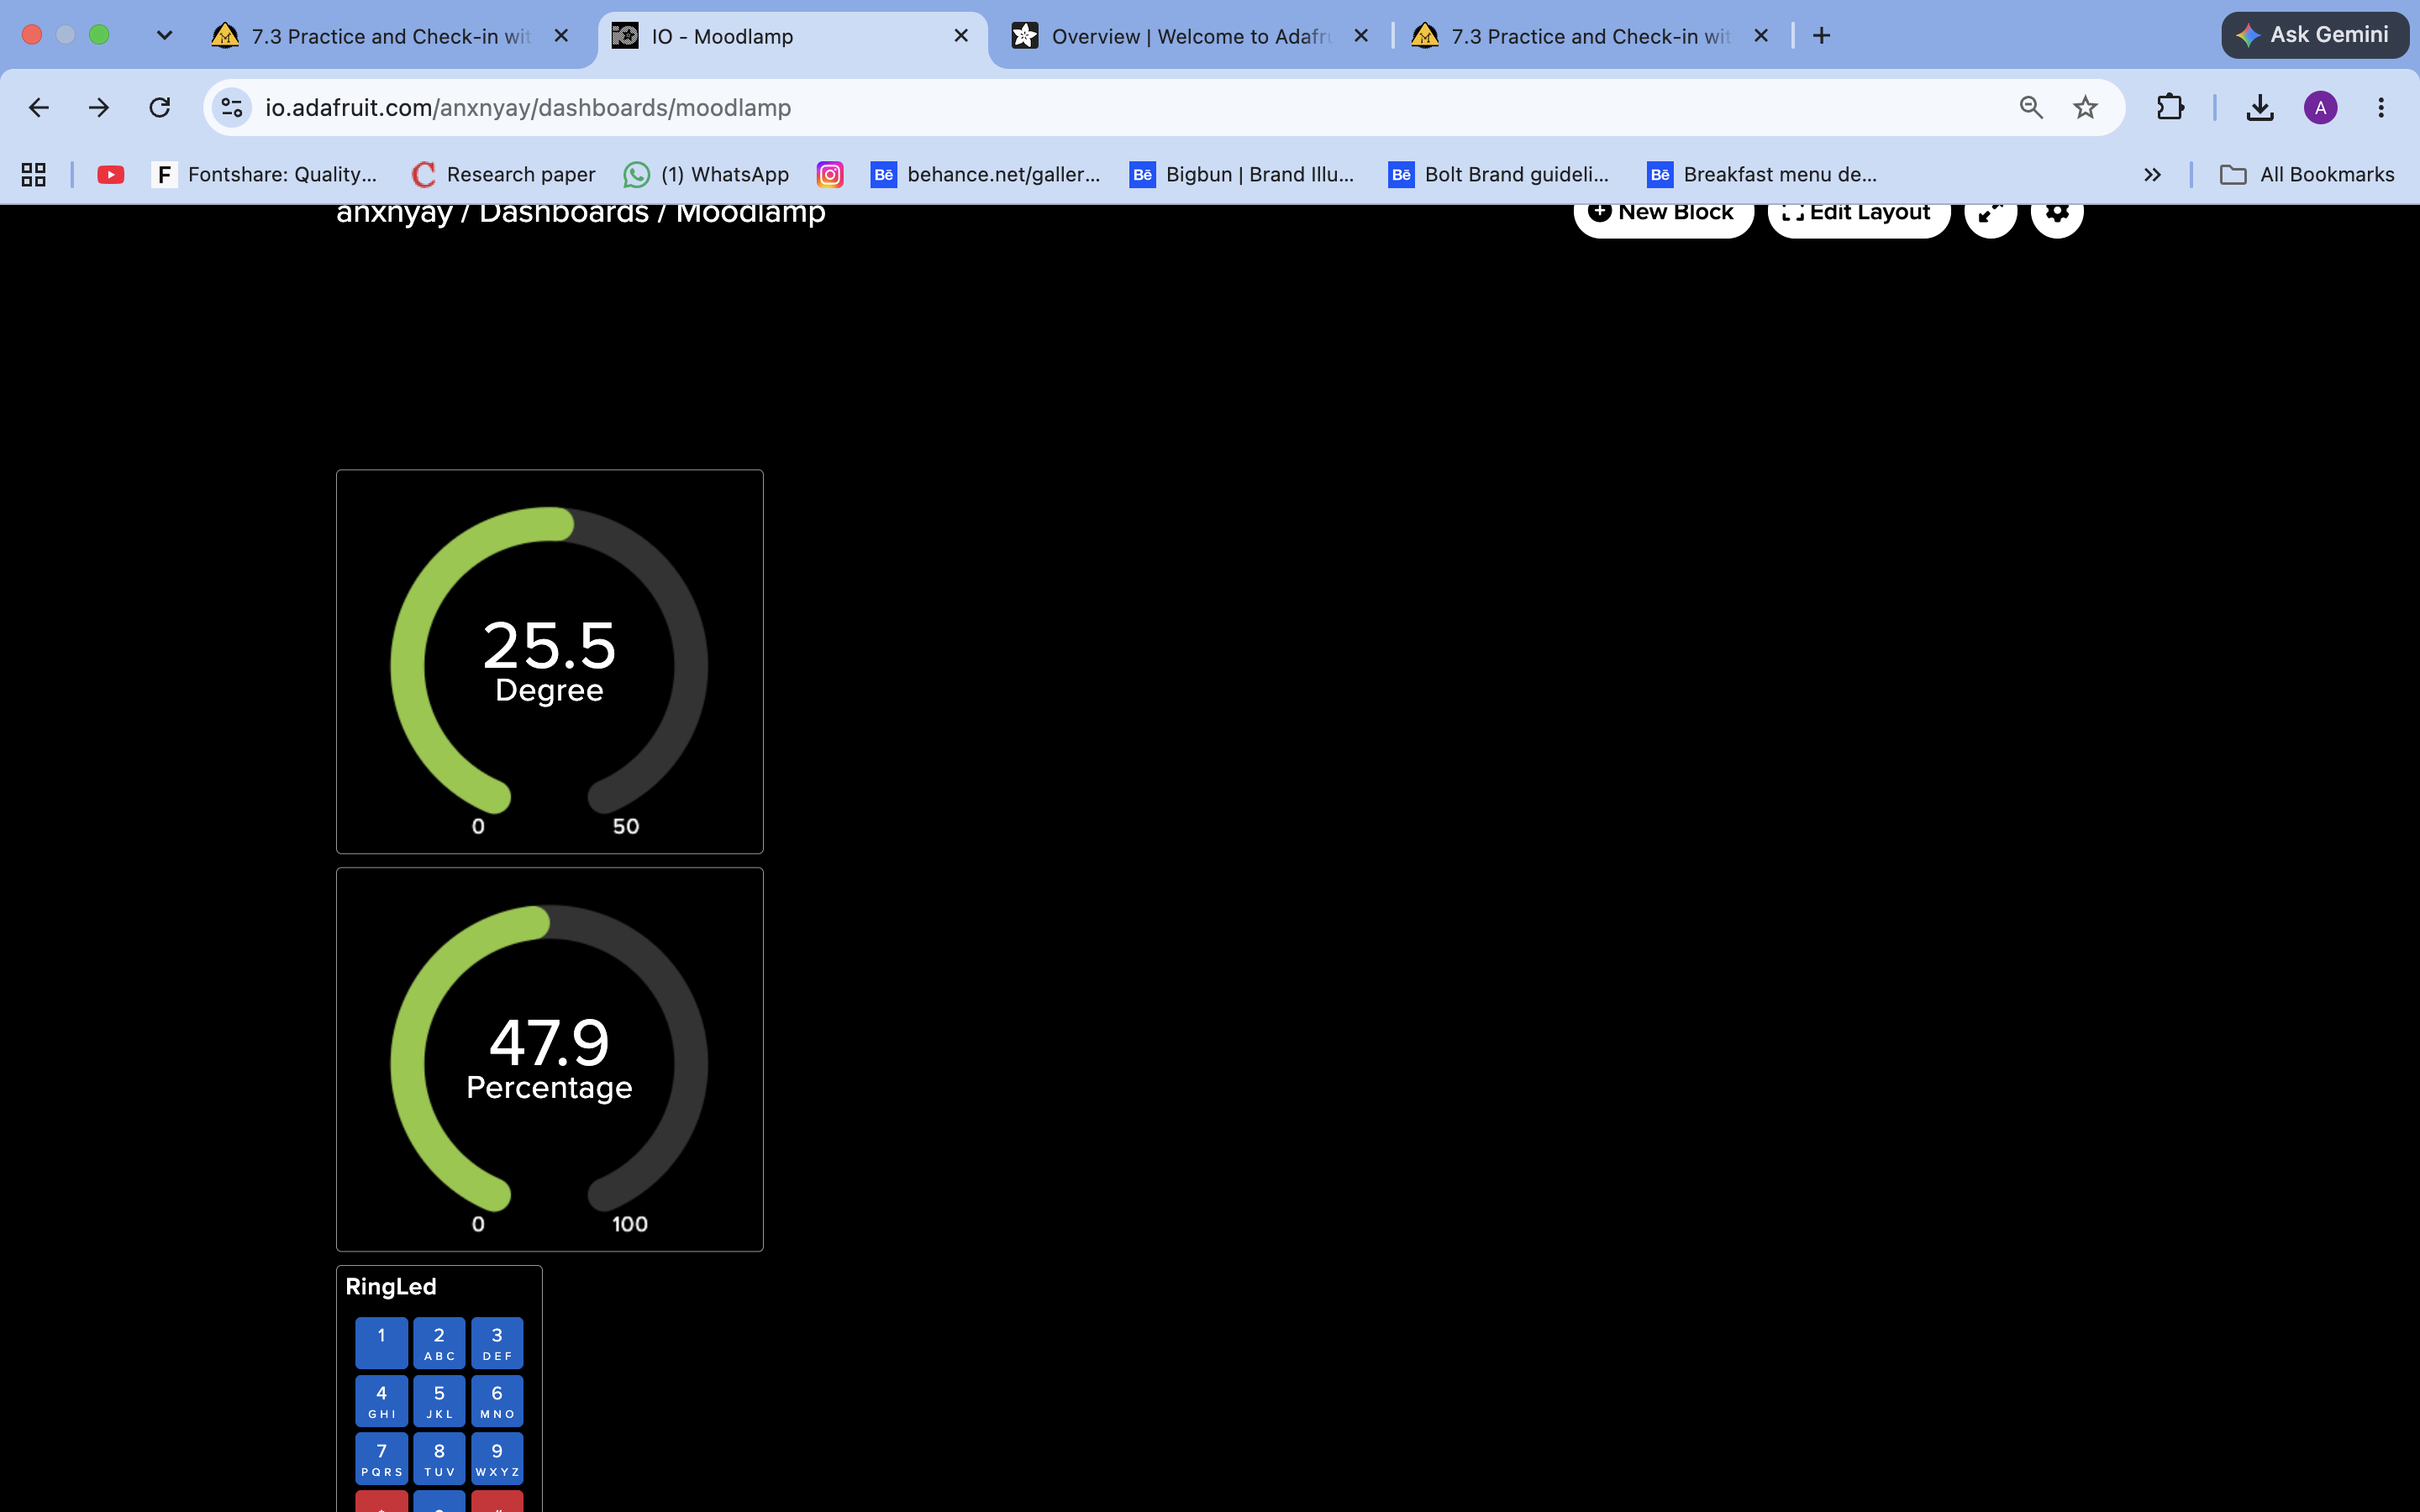 7.3 Practice and Check-in wit
IO - Moodlamp
Overview | Welcome to Adafru
7.3 Practice and Check-in wit
Ask Gemini
io.adafruit.com/anxnyay/dashboards/moodlamp
A
F Fontshare: Quality...
Research paper
(1) WhatsApp
Bē behance.net/galler...
Bē Bigbun | Brand Illu...
Bē Bolt Brand guideli...
Bē Breakfast menu de...
All Bookmarks
anxnyay / Dashboards / Moodlamp
New Block
Edit Layout
25.5
Degree
0 50
47.9
Percentage
0 100
RingLed
1 2 3
ABC DEF
4 5 6
GHI JKL MNO
7 8 9
PQRS TUV WXYZ